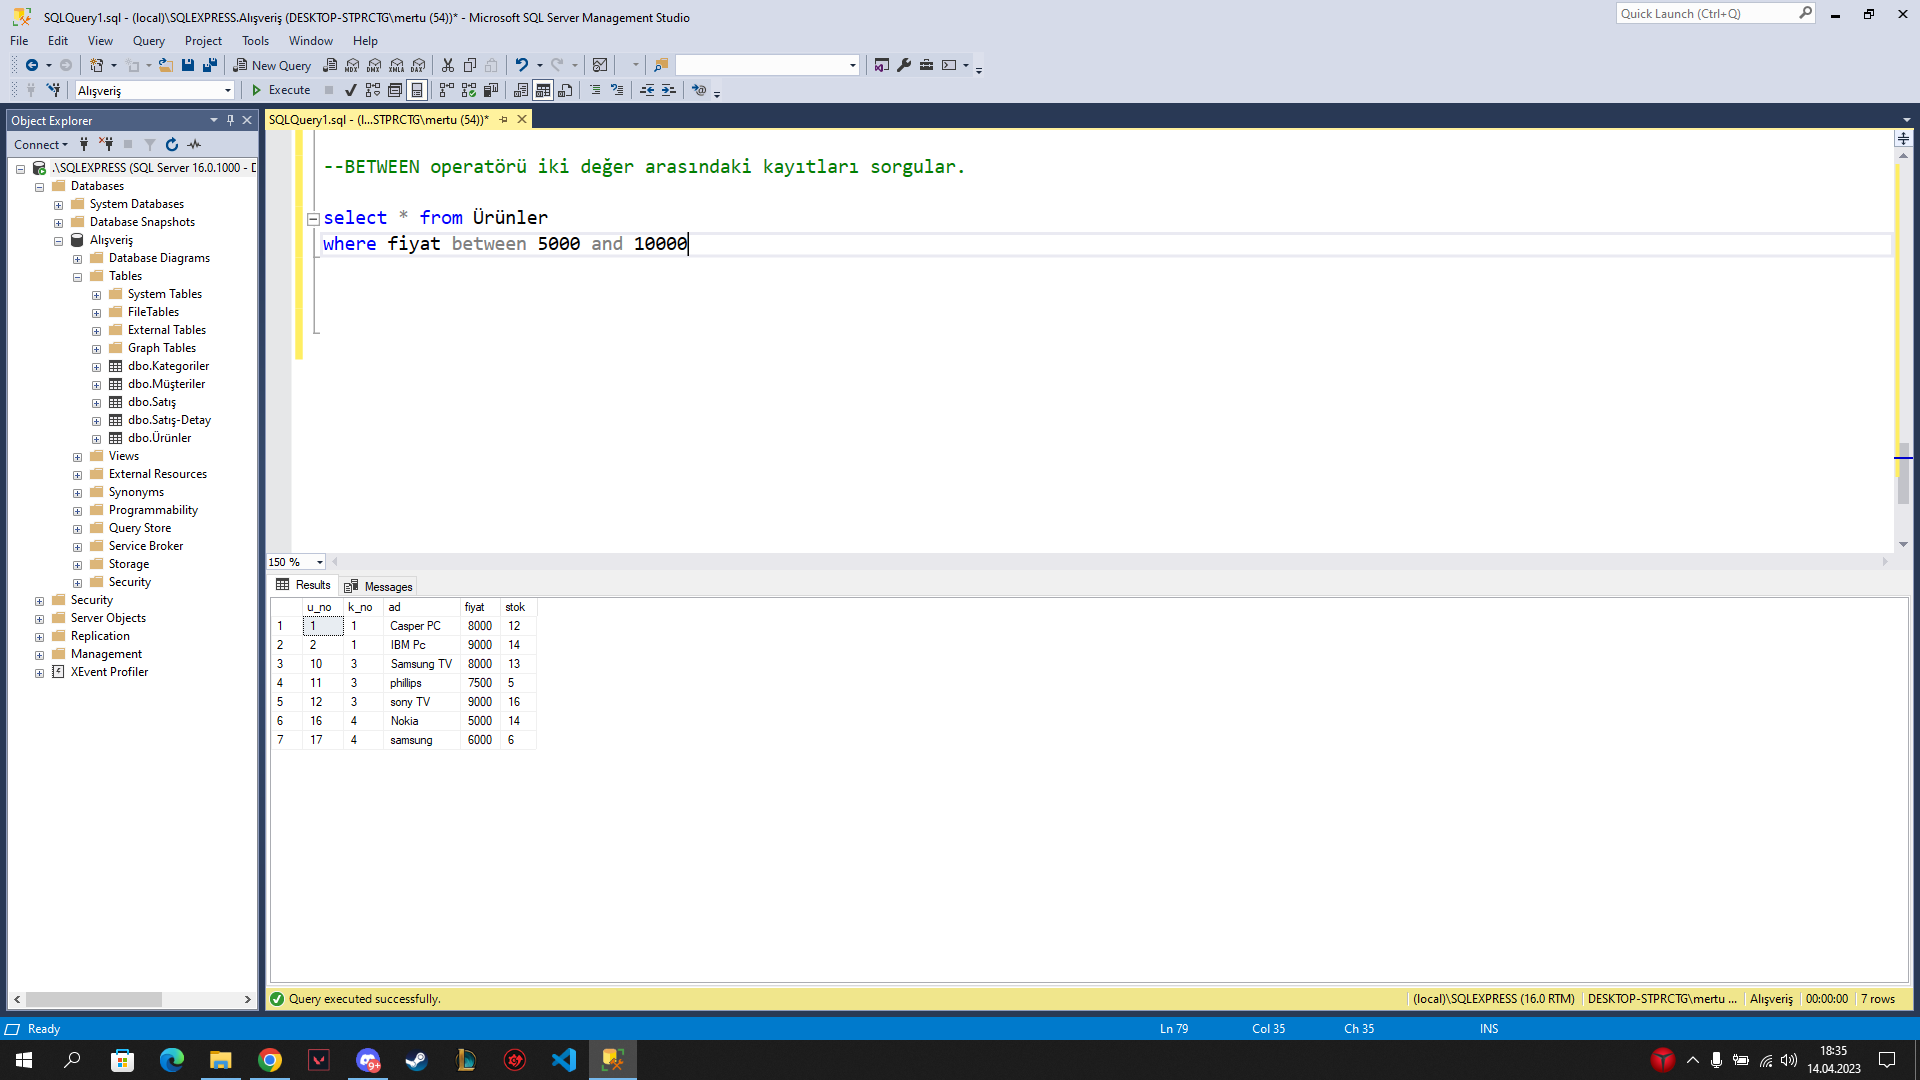 SQLQuery1.sql - (local)\SQLEXPRESS.Alışveriş (DESKTOP-STPRCTG\mertu (54))* - Microsoft SQL Server Management Studio
Quick Launch (Ctrl+Q)
File Edit View Query Project Tools Window Help
New Query
MDX DMX XMLA DAX
Alışveriş
Execute
Object Explorer
SQLQuery1.sql - (l...STPRCTG\mertu (54))*
Connect
.\SQLEXPRESS (SQL Server 16.0.1000 - D
Databases
System Databases
Database Snapshots
Alışveriş
Database Diagrams
Tables
System Tables
FileTables
External Tables
Graph Tables
dbo.Kategoriler
dbo.Müşteriler
dbo.Satış
dbo.Satış-Detay
dbo.Ürünler
Views
External Resources
Synonyms
Programmability
Query Store
Service Broker
Storage
Security
Security
Server Objects
Replication
Management
XEvent Profiler
--BETWEEN operatörü iki değer arasındaki kayıtları sorgular.
select * from Ürünler
where fiyat between 5000 and 10000
150 %
Results Messages
u_no k_no ad fiyat stok
1 1 1 Casper PC 8000 12
2 2 1 IBM Pc 9000 14
3 10 3 Samsung TV 8000 13
4 11 3 phillips 7500 5
5 12 3 sony TV 9000 16
6 16 4 Nokia 5000 14
7 17 4 samsung 6000 6
Query executed successfully.
(local)\SQLEXPRESS (16.0 RTM) DESKTOP-STPRCTG\mertu ... Alışveriş 00:00:00 7 rows
Ready
Ln 79 Col 35 Ch 35 INS
9+
18:35
14.04.2023